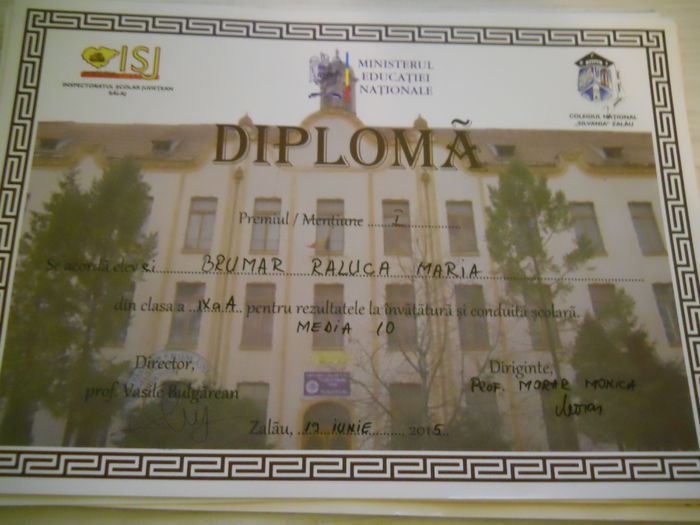 ISJ
INSPECTORATUL ȘCOLAR JUDEȚEAN
SĂLAJ
MINISTERUL
EDUCAȚIEI
NAȚIONALE
COLEGIUL NAȚIONAL
„SILVANIA" ZALĂU
DIPLOMĂ
Premiul / Mențiune ........I................
Se acordă elevei............BRUMAR RALUCA MARIA............
din clasa a ..IXaA.. pentru rezultatele la învățătură și conduită școlară.
MEDIA 10
Director,
prof. Vasile Bulgărean
Diriginte,
PROF. MORAR MONICA
Zalău, ..19..IUNIE.........., 2015..